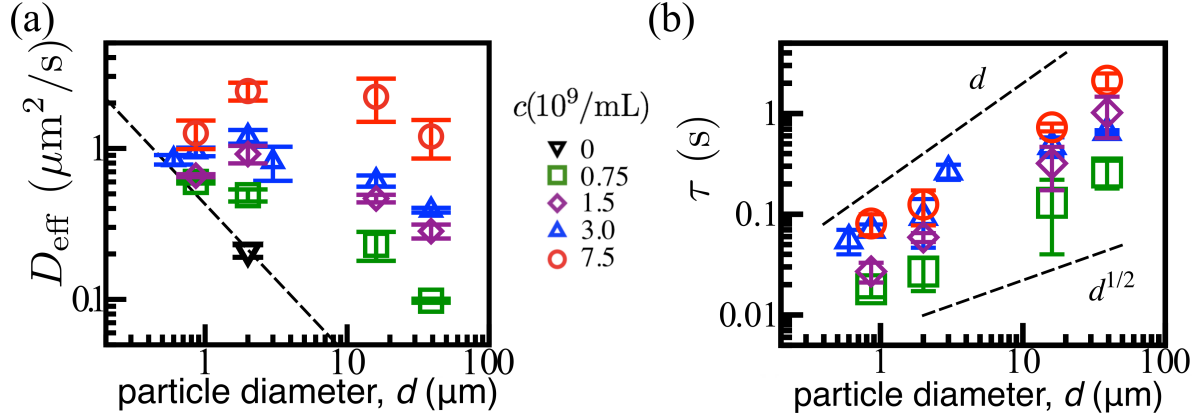 (a)
D_eff (μm² /s)
1
0.1
1 10 100
particle diameter, d (μm)
c(10⁹/mL)
0
0.75
1.5
3.0
7.5
(b)
τ (s)
1
0.1
0.01
d
d^{1/2}
1 10 100
particle diameter, d (μm)